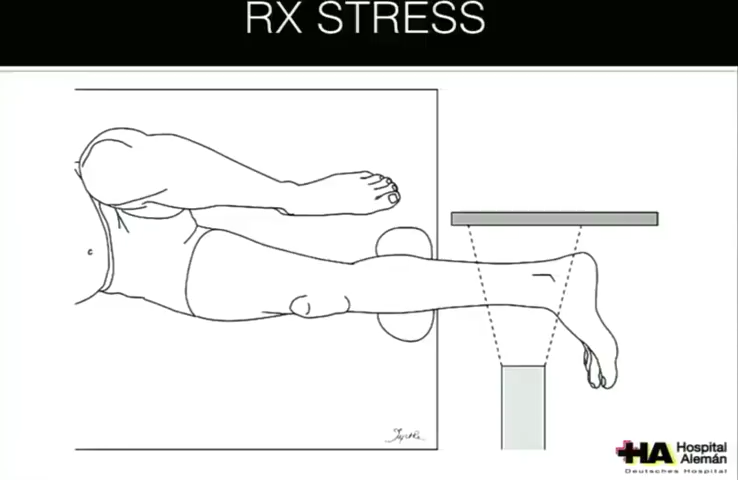 RX STRESS
c
HA Hospital
Alemán
Deutsches Hospital